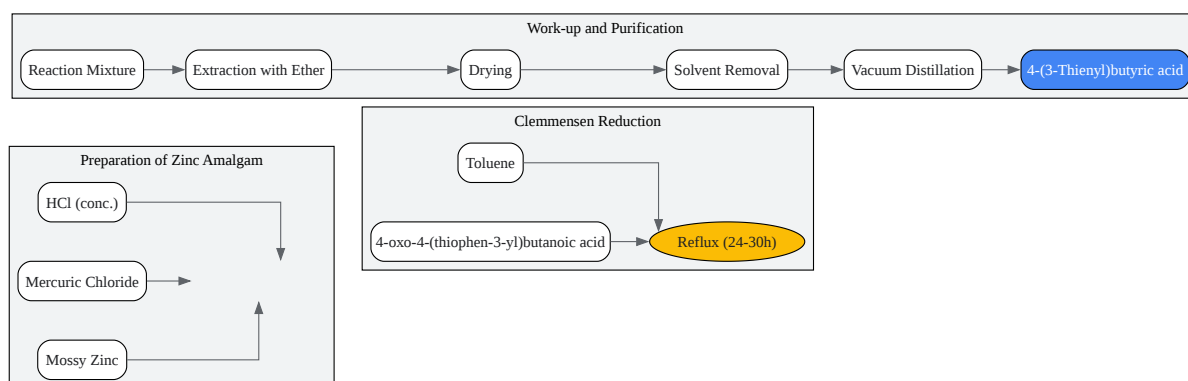 Work-up and Purification
Reaction Mixture
Extraction with Ether
Drying
Solvent Removal
Vacuum Distillation
4-(3-Thienyl)butyric acid
Clemmensen Reduction
Toluene
4-oxo-4-(thiophen-3-yl)butanoic acid
Reflux (24-30h)
Preparation of Zinc Amalgam
HCl (conc.)
Mercuric Chloride
Mossy Zinc